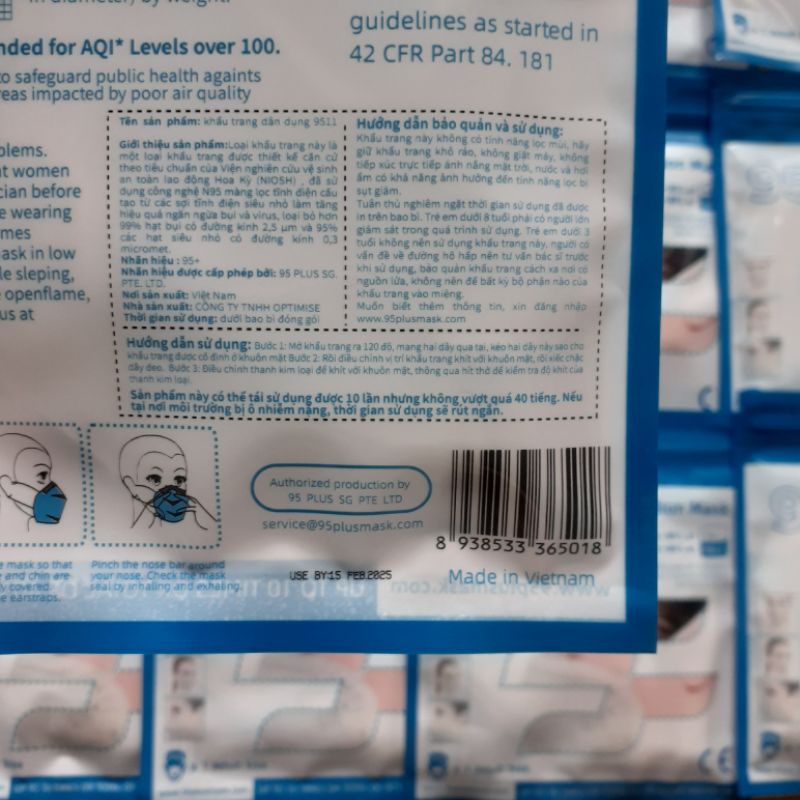 in diameter) by weight.
guidelines as started in
42 CFR Part 84. 181
nded for AQI* Levels over 100.
to safeguard public health againts
reas impacted by poor air quality
blems.
t women
cian before
e wearing
mes
ask in low
le sleping,
openflame,
us at
Tên sản phẩm: khẩu trang dân dụng 9511
Giới thiệu sản phẩm:Loại khẩu trang này là
một loại khẩu trang được thiết kế căn cứ
theo tiêu chuẩn của Viện nghiên cứu vệ sinh
an toàn lao động Hoa Kỳ (NIOSH) , đã sử
dụng công nghệ N95 màng lọc tĩnh điện cấu
tạo từ các sợi tĩnh điện siêu nhỏ làm tăng
hiệu quả ngăn ngừa bụi và virus, loại bỏ hơn
99% hạt bụi có đường kính 2,5 μm và 95%
các hạt siêu nhỏ có đường kính 0,3
micromet.
Nhãn hiệu : 95+
Nhãn hiệu được cấp phép bởi: 95 PLUS SG.
PTE. LTD.
Nơi sản xuất: Việt Nam
Nhà sản xuất: CÔNG TY TNHH OPTIMISE
Thời gian sử dụng: dưới bao bì đóng gói
Hướng dẫn bảo quản và sử dụng:
Khẩu trang này không có tính năng lọc mùi, hãy
giữ khẩu trang khô ráo, không giặt máy, không
tiếp xúc trực tiếp ánh nắng mặt trời, nước và hơi
ẩm có khả năng ảnh hưởng đến tính năng lọc bị
sụt giảm.
Tuân thủ nghiêm ngặt thời gian sử dụng đã được
in trên bao bì. Trẻ em dưới 8 tuổi phải có người lớn
giám sát trong quá trình sử dụng. Trẻ em dưới 3
tuổi không nên sử dụng khẩu trang này, người có
vấn đề về đường hô hấp nên tư vấn bác sĩ trước
khi sử dụng, bảo quản khẩu trang cách xa nơi có
nguồn lửa, không nên để bất kỳ bộ phận nào của
khẩu trang vào miệng.
Muốn biết thêm thông tin, xin đăng nhập
www.95plusmask.com
Hướng dẫn sử dụng: Bước 1: Mở khẩu trang ra 120 độ, mang hai dây qua tai, kéo hai dây này sao cho
khẩu trang được cố định ở khuôn mặt Bước 2: Rồi điều chỉnh vị trí khẩu trang khít với khuôn mặt, rồi xiết chặc
dây đeo. Bước 3: Điều chỉnh thanh kim loại để khít với khuôn mặt, thông qua hít thở để kiểm tra độ khít của
thanh kim loại.
Sản phẩm này có thể tái sử dụng được 10 lần nhưng không vượt quá 40 tiếng. Nếu
tại nơi môi trường bị ô nhiễm nặng, thời gian sử dụng sẽ rút ngắn.
Authorized production by
95 PLUS SG PTE LTD
service@95plusmask.com
8 938533 365018
Made in Vietnam
USE BY:15 FEB.2025
mask so that
e and chin are
ly covered.
e earstraps.
Pinch the nose bar around
your nose. Check the mask
seal by inhaling and exhaling.